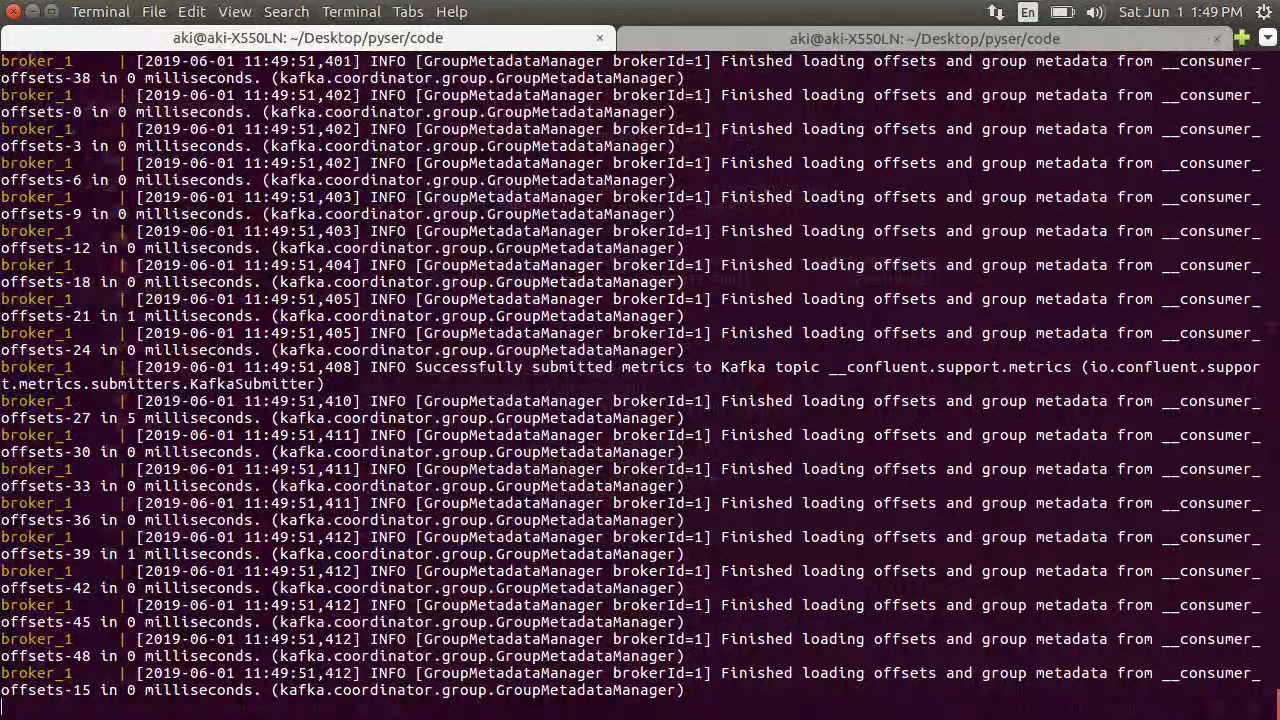 Terminal File Edit View Search Terminal Tabs Help En Sat Jun 1 1:49 PM
aki@aki-X550LN: ~/Desktop/pyser/code × aki@aki-X550LN: ~/Desktop/pyser/code ×
broker_1 | [2019-06-01 11:49:51,401] INFO [GroupMetadataManager brokerId=1] Finished loading offsets and group metadata from __consumer_
offsets-38 in 0 milliseconds. (kafka.coordinator.group.GroupMetadataManager)
broker_1 | [2019-06-01 11:49:51,402] INFO [GroupMetadataManager brokerId=1] Finished loading offsets and group metadata from __consumer_
offsets-0 in 0 milliseconds. (kafka.coordinator.group.GroupMetadataManager)
broker_1 | [2019-06-01 11:49:51,402] INFO [GroupMetadataManager brokerId=1] Finished loading offsets and group metadata from __consumer_
offsets-3 in 0 milliseconds. (kafka.coordinator.group.GroupMetadataManager)
broker_1 | [2019-06-01 11:49:51,402] INFO [GroupMetadataManager brokerId=1] Finished loading offsets and group metadata from __consumer_
offsets-6 in 0 milliseconds. (kafka.coordinator.group.GroupMetadataManager)
broker_1 | [2019-06-01 11:49:51,403] INFO [GroupMetadataManager brokerId=1] Finished loading offsets and group metadata from __consumer_
offsets-9 in 0 milliseconds. (kafka.coordinator.group.GroupMetadataManager)
broker_1 | [2019-06-01 11:49:51,403] INFO [GroupMetadataManager brokerId=1] Finished loading offsets and group metadata from __consumer_
offsets-12 in 0 milliseconds. (kafka.coordinator.group.GroupMetadataManager)
broker_1 | [2019-06-01 11:49:51,404] INFO [GroupMetadataManager brokerId=1] Finished loading offsets and group metadata from __consumer_
offsets-18 in 0 milliseconds. (kafka.coordinator.group.GroupMetadataManager)
broker_1 | [2019-06-01 11:49:51,405] INFO [GroupMetadataManager brokerId=1] Finished loading offsets and group metadata from __consumer_
offsets-21 in 1 milliseconds. (kafka.coordinator.group.GroupMetadataManager)
broker_1 | [2019-06-01 11:49:51,405] INFO [GroupMetadataManager brokerId=1] Finished loading offsets and group metadata from __consumer_
offsets-24 in 0 milliseconds. (kafka.coordinator.group.GroupMetadataManager)
broker_1 | [2019-06-01 11:49:51,408] INFO Successfully submitted metrics to Kafka topic __confluent.support.metrics (io.confluent.suppor
t.metrics.submitters.KafkaSubmitter)
broker_1 | [2019-06-01 11:49:51,410] INFO [GroupMetadataManager brokerId=1] Finished loading offsets and group metadata from __consumer_
offsets-27 in 5 milliseconds. (kafka.coordinator.group.GroupMetadataManager)
broker_1 | [2019-06-01 11:49:51,411] INFO [GroupMetadataManager brokerId=1] Finished loading offsets and group metadata from __consumer_
offsets-30 in 0 milliseconds. (kafka.coordinator.group.GroupMetadataManager)
broker_1 | [2019-06-01 11:49:51,411] INFO [GroupMetadataManager brokerId=1] Finished loading offsets and group metadata from __consumer_
offsets-33 in 0 milliseconds. (kafka.coordinator.group.GroupMetadataManager)
broker_1 | [2019-06-01 11:49:51,411] INFO [GroupMetadataManager brokerId=1] Finished loading offsets and group metadata from __consumer_
offsets-36 in 0 milliseconds. (kafka.coordinator.group.GroupMetadataManager)
broker_1 | [2019-06-01 11:49:51,412] INFO [GroupMetadataManager brokerId=1] Finished loading offsets and group metadata from __consumer_
offsets-39 in 1 milliseconds. (kafka.coordinator.group.GroupMetadataManager)
broker_1 | [2019-06-01 11:49:51,412] INFO [GroupMetadataManager brokerId=1] Finished loading offsets and group metadata from __consumer_
offsets-42 in 0 milliseconds. (kafka.coordinator.group.GroupMetadataManager)
broker_1 | [2019-06-01 11:49:51,412] INFO [GroupMetadataManager brokerId=1] Finished loading offsets and group metadata from __consumer_
offsets-45 in 0 milliseconds. (kafka.coordinator.group.GroupMetadataManager)
broker_1 | [2019-06-01 11:49:51,412] INFO [GroupMetadataManager brokerId=1] Finished loading offsets and group metadata from __consumer_
offsets-48 in 0 milliseconds. (kafka.coordinator.group.GroupMetadataManager)
broker_1 | [2019-06-01 11:49:51,412] INFO [GroupMetadataManager brokerId=1] Finished loading offsets and group metadata from __consumer_
offsets-15 in 0 milliseconds. (kafka.coordinator.group.GroupMetadataManager)